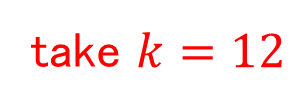 take k = 12